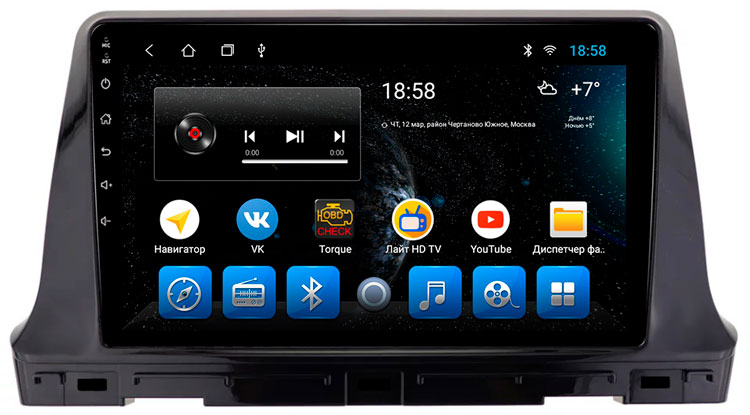 MIC
RST
18:58
18:58
+7°
ЧТ, 12 мар, район Чертаново Южное, Москва
Днём +8°
Ночью +5°
0:00 0:00
OBD
CHECK
Навигатор VK Torque Лайт HD TV YouTube Диспетчер фа..